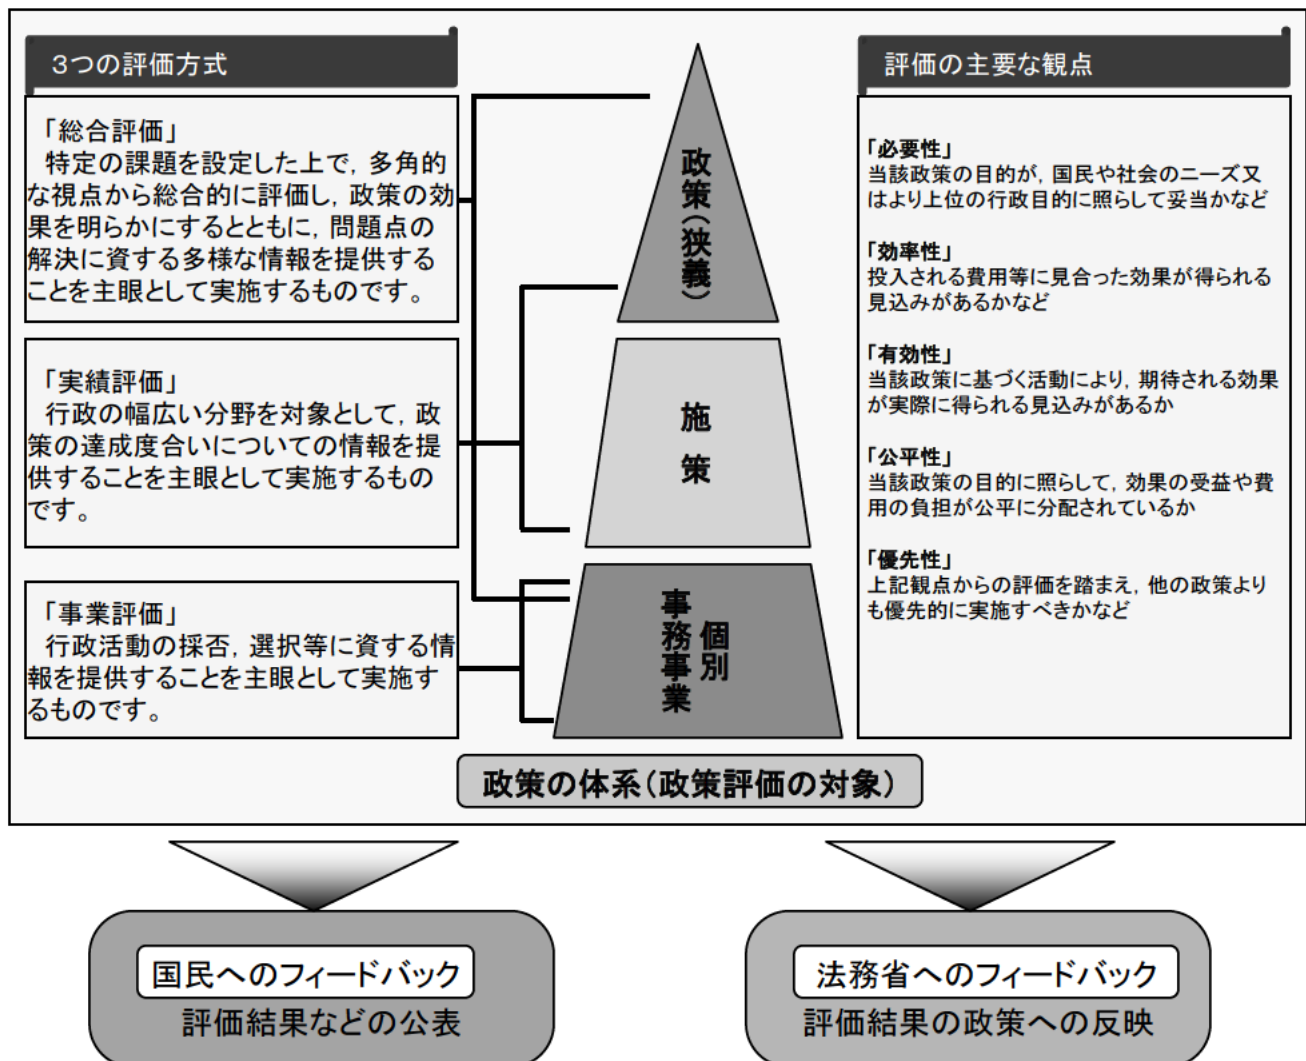 3つの評価方式
「総合評価」
特定の課題を設定した上で，多角的
な視点から総合的に評価し，政策の効
果を明らかにするとともに，問題点の
解決に資する多様な情報を提供する
ことを主眼として実施するものです。
「実績評価」
行政の幅広い分野を対象として，政
策の達成度合いについての情報を提
供することを主眼として実施するもの
です。
「事業評価」
行政活動の採否，選択等に資する情
報を提供することを主眼として実施す
るものです。
政策（狭義）
施策
個別
事務事業
政策の体系（政策評価の対象）
評価の主要な観点
「必要性」
当該政策の目的が，国民や社会のニーズ又
はより上位の行政目的に照らして妥当かなど
「効率性」
投入される費用等に見合った効果が得られる
見込みがあるかなど
「有効性」
当該政策に基づく活動により，期待される効果
が実際に得られる見込みがあるか
「公平性」
当該政策の目的に照らして，効果の受益や費
用の負担が公平に分配されているか
「優先性」
上記観点からの評価を踏まえ，他の政策より
も優先的に実施すべきかなど
国民へのフィードバック
評価結果などの公表
法務省へのフィードバック
評価結果の政策への反映